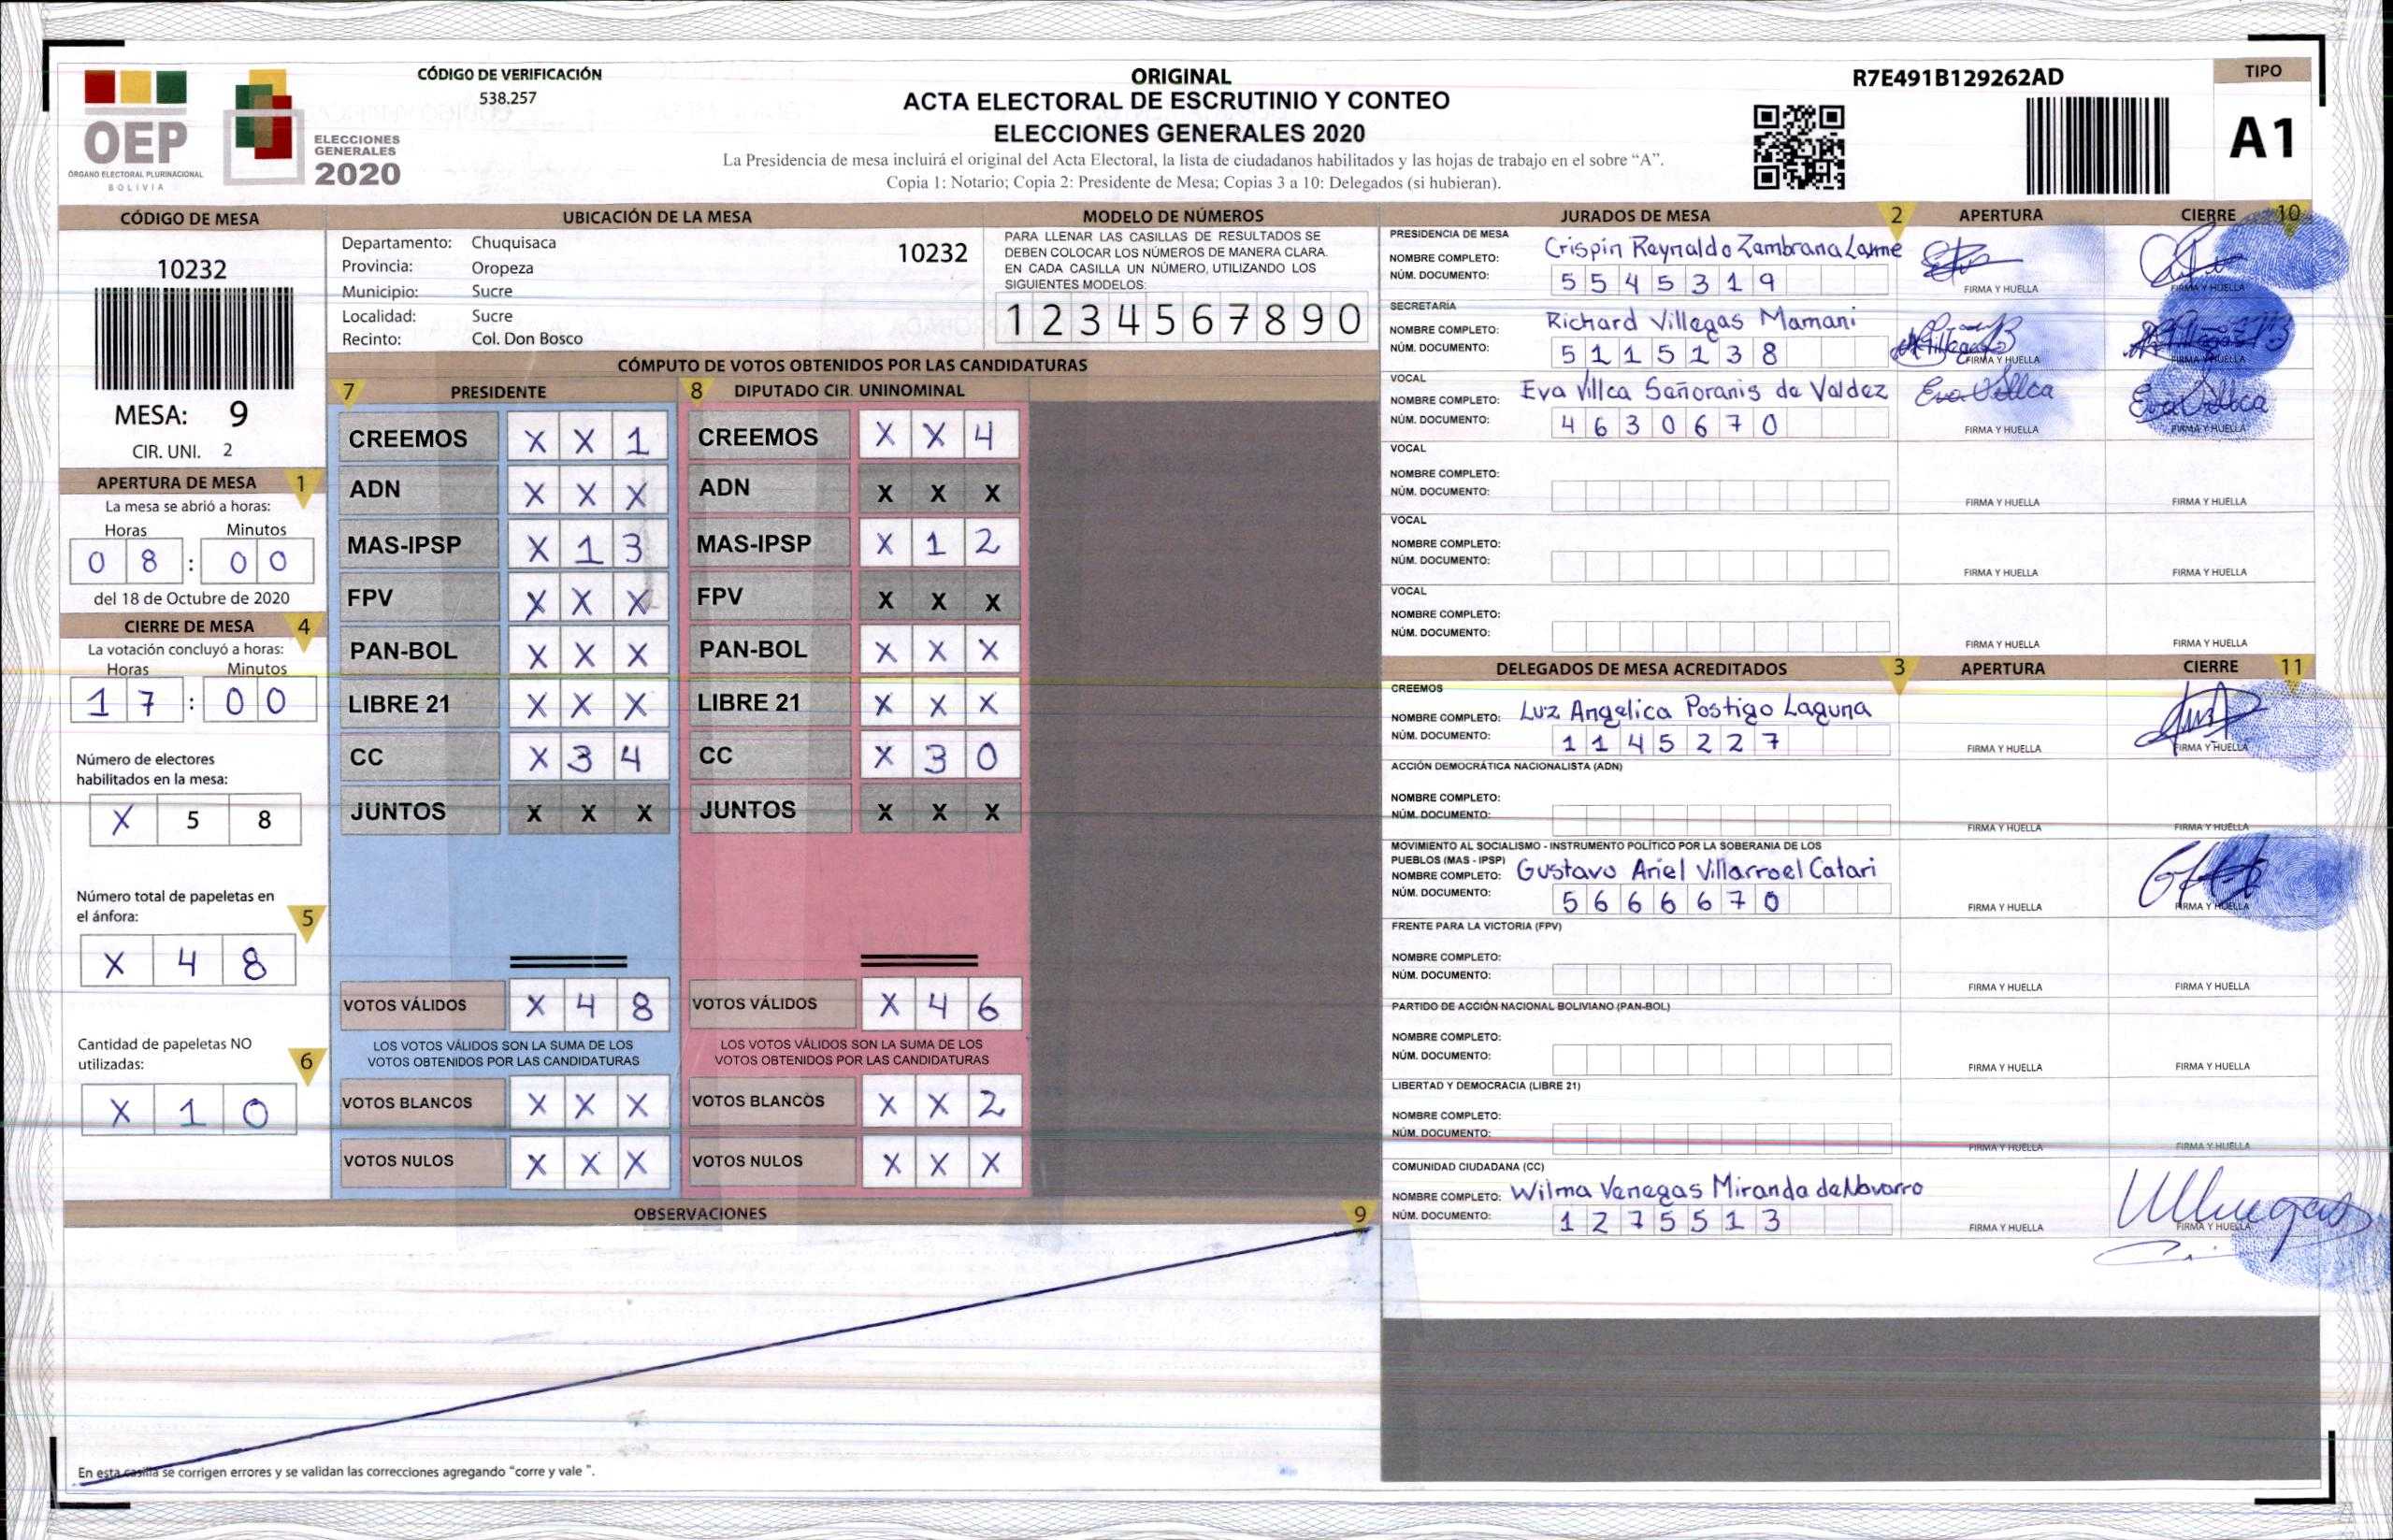 CÓDIGO DE VERIFICACIÓN
538.257
ORIGINAL
ACTA ELECTORAL DE ESCRUTINIO Y CONTEO
ELECCIONES GENERALES 2020
La Presidencia de mesa incluirá el original del Acta Electoral, la lista de ciudadanos habilitados y las hojas de trabajo en el sobre “A”.
Copia 1: Notario; Copia 2: Presidente de Mesa; Copias 3 a 10: Delegados (si hubieran).
R7E491B129262AD
TIPO
A1
OEP
ÓRGANO ELECTORAL PLURINACIONAL
BOLIVIA
ELECCIONES
GENERALES
2020
CÓDIGO DE MESA
10232
MESA: 9
CIR. UNI. 2
APERTURA DE MESA 1
La mesa se abrió a horas:
Horas Minutos
0 8 : 0 0
del 18 de Octubre de 2020
CIERRE DE MESA 4
La votación concluyó a horas:
Horas Minutos
1 7 : 0 0
Número de electores
habilitados en la mesa:
X 5 8
Número total de papeletas en
el ánfora: 5
X 4 8
Cantidad de papeletas NO
utilizadas: 6
X 1 0
UBICACIÓN DE LA MESA
Departamento: Chuquisaca 10232
Provincia: Oropeza
Municipio: Sucre
Localidad: Sucre
Recinto: Col. Don Bosco
MODELO DE NÚMEROS
PARA LLENAR LAS CASILLAS DE RESULTADOS SE
DEBEN COLOCAR LOS NÚMEROS DE MANERA CLARA.
EN CADA CASILLA UN NÚMERO, UTILIZANDO LOS
SIGUIENTES MODELOS:
1 2 3 4 5 6 7 8 9 0
CÓMPUTO DE VOTOS OBTENIDOS POR LAS CANDIDATURAS
7 PRESIDENTE 8 DIPUTADO CIR. UNINOMINAL
CREEMOS X X 1 CREEMOS X X 4
ADN X X X ADN X X X
MAS-IPSP X 1 3 MAS-IPSP X 1 2
FPV X X X FPV X X X
PAN-BOL X X X PAN-BOL X X X
LIBRE 21 X X X LIBRE 21 X X X
CC X 3 4 CC X 3 0
JUNTOS X X X JUNTOS X X X
VOTOS VÁLIDOS X 4 8 VOTOS VÁLIDOS X 4 6
LOS VOTOS VÁLIDOS SON LA SUMA DE LOS LOS VOTOS VÁLIDOS SON LA SUMA DE LOS
VOTOS OBTENIDOS POR LAS CANDIDATURAS VOTOS OBTENIDOS POR LAS CANDIDATURAS
VOTOS BLANCOS X X X VOTOS BLANCOS X X 2
VOTOS NULOS X X X VOTOS NULOS X X X
OBSERVACIONES 9
En esta casilla se corrigen errores y se validan las correcciones agregando “corre y vale ”.
JURADOS DE MESA 2 APERTURA CIERRE 10
PRESIDENCIA DE MESA
NOMBRE COMPLETO: Crispín Raynaldo Zambrana Layme
NÚM. DOCUMENTO: 5 5 4 5 3 1 9
FIRMA Y HUELLA FIRMA Y HUELLA
SECRETARÍA
NOMBRE COMPLETO: Richard Villegas Mamani
NÚM. DOCUMENTO: 5 1 1 5 1 3 8
FIRMA Y HUELLA FIRMA Y HUELLA
VOCAL
NOMBRE COMPLETO: Eva Villca Señoranis de Valdez Eva Villca Eva Villca
NÚM. DOCUMENTO: 4 6 3 0 6 7 0
FIRMA Y HUELLA FIRMA Y HUELLA
VOCAL
NOMBRE COMPLETO:
NÚM. DOCUMENTO:
FIRMA Y HUELLA FIRMA Y HUELLA
VOCAL
NOMBRE COMPLETO:
NÚM. DOCUMENTO:
FIRMA Y HUELLA FIRMA Y HUELLA
VOCAL
NOMBRE COMPLETO:
NÚM. DOCUMENTO:
FIRMA Y HUELLA FIRMA Y HUELLA
DELEGADOS DE MESA ACREDITADOS 3 APERTURA CIERRE 11
CREEMOS
NOMBRE COMPLETO: Luz Angelica Postigo Laguna
NÚM. DOCUMENTO: 1 1 4 5 2 2 7
FIRMA Y HUELLA FIRMA Y HUELLA
ACCIÓN DEMOCRÁTICA NACIONALISTA (ADN)
NOMBRE COMPLETO:
NÚM. DOCUMENTO:
FIRMA Y HUELLA FIRMA Y HUELLA
MOVIMIENTO AL SOCIALISMO - INSTRUMENTO POLÍTICO POR LA SOBERANIA DE LOS
PUEBLOS (MAS - IPSP)
NOMBRE COMPLETO: Gustavo Ariel Villarroel Catari
NÚM. DOCUMENTO: 5 6 6 6 6 7 0
FIRMA Y HUELLA FIRMA Y HUELLA
FRENTE PARA LA VICTORIA (FPV)
NOMBRE COMPLETO:
NÚM. DOCUMENTO:
FIRMA Y HUELLA FIRMA Y HUELLA
PARTIDO DE ACCIÓN NACIONAL BOLIVIANO (PAN-BOL)
NOMBRE COMPLETO:
NÚM. DOCUMENTO:
FIRMA Y HUELLA FIRMA Y HUELLA
LIBERTAD Y DEMOCRACIA (LIBRE 21)
NOMBRE COMPLETO:
NÚM. DOCUMENTO:
FIRMA Y HUELLA FIRMA Y HUELLA
COMUNIDAD CIUDADANA (CC)
NOMBRE COMPLETO: Wilma Venegas Miranda de Navarro
NÚM. DOCUMENTO: 1 2 7 5 5 1 3
FIRMA Y HUELLA FIRMA Y HUELLA